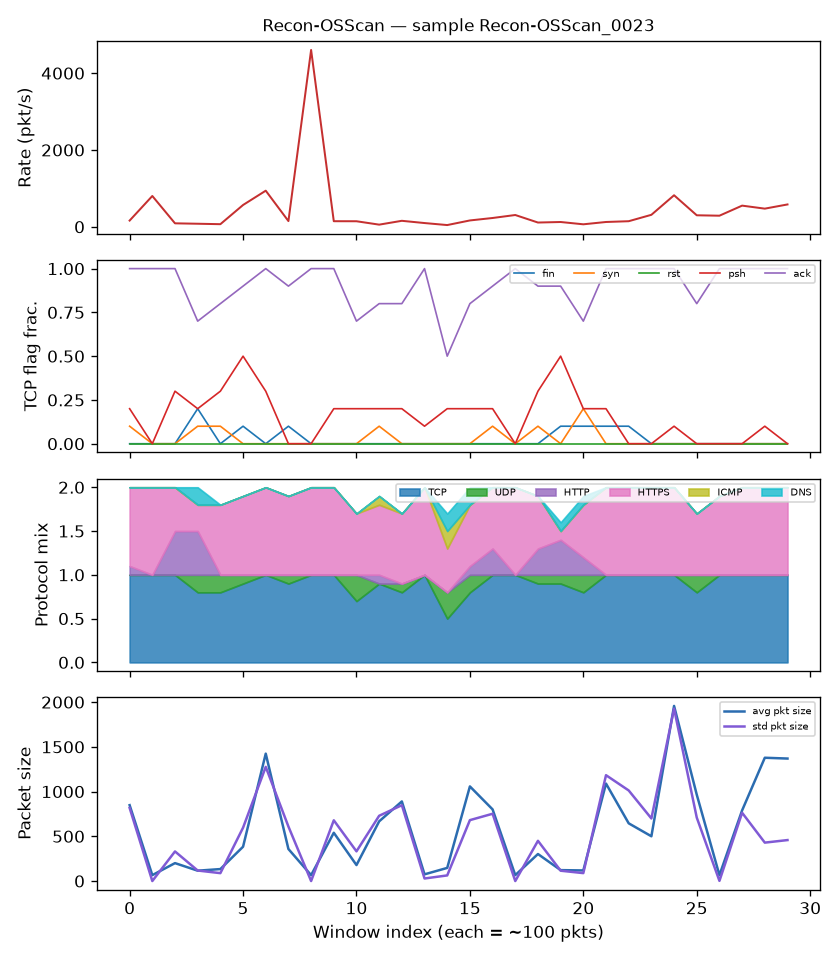 Recon-OSScan — sample Recon-OSScan_0023
Rate (pkt/s)
4000
2000
0
TCP flag frac.
1.00
0.75
0.50
0.25
0.00
fin syn rst psh ack
Protocol mix
2.0
1.5
1.0
0.5
0.0
TCP UDP HTTP HTTPS ICMP DNS
Packet size
2000
1500
1000
500
0
avg pkt size
std pkt size
0 5 10 15 20 25 30
Window index (each = ~100 pkts)